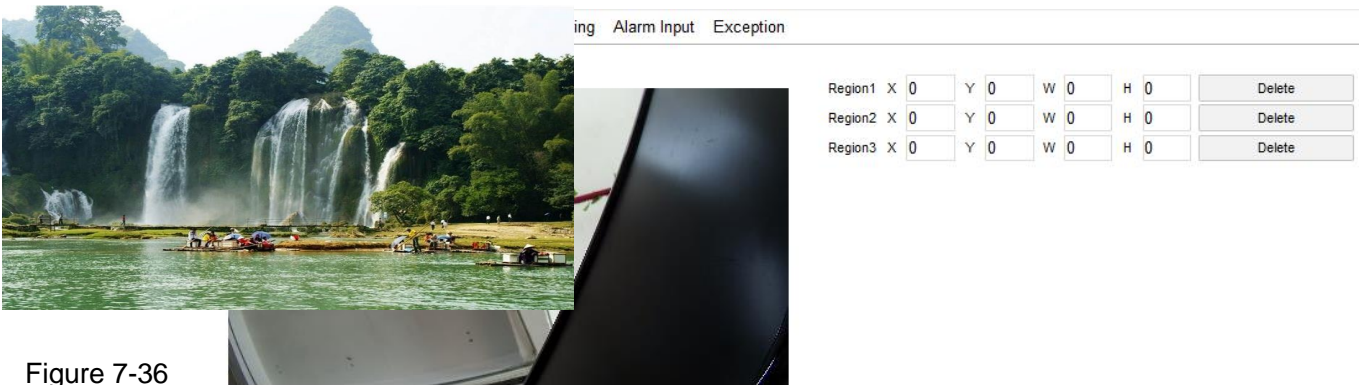 ing Alarm Input Exception
Region1 X 0 Y 0 W 0 H 0 Delete
Region2 X 0 Y 0 W 0 H 0 Delete
Region3 X 0 Y 0 W 0 H 0 Delete
Figure 7-36